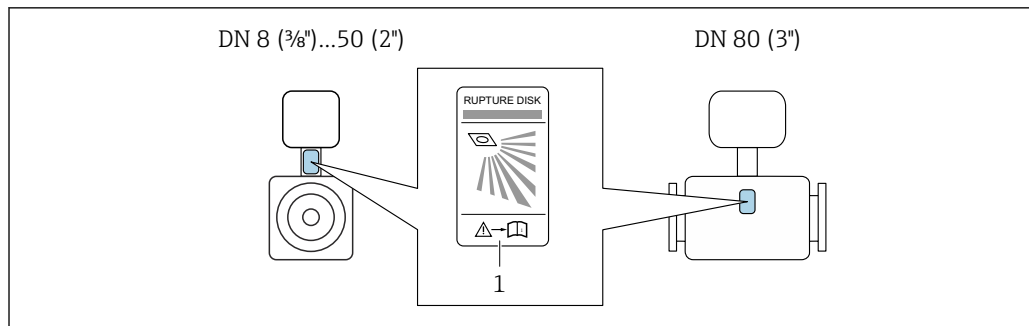 DN 8 (⅜")...50 (2")
DN 80 (3")
RUPTURE DISK
i
1